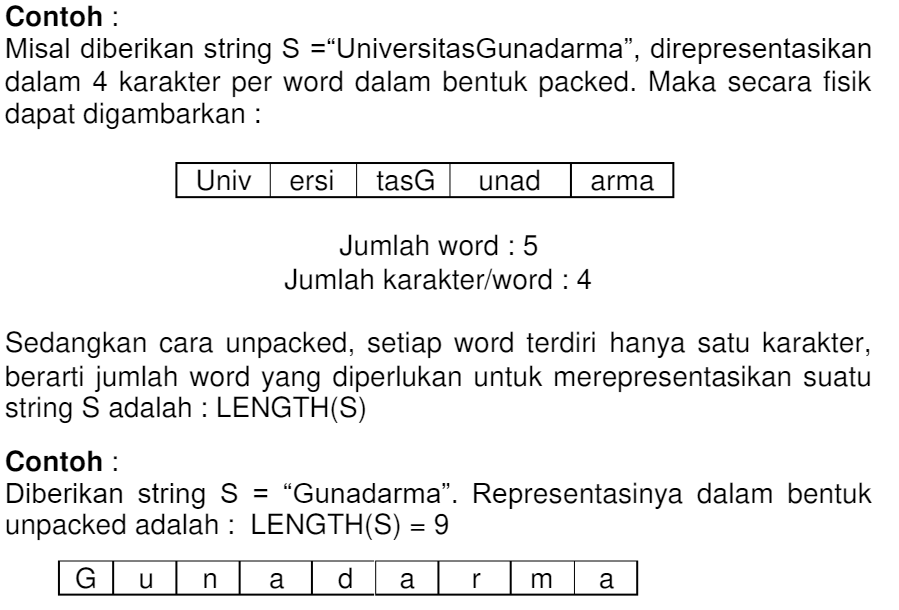 Contoh :
Misal diberikan string S =“UniversitasGunadarma”, direpresentasikan
dalam 4 karakter per word dalam bentuk packed. Maka secara fisik
dapat digambarkan :
Univ ersi tasG unad arma
Jumlah word : 5
Jumlah karakter/word : 4
Sedangkan cara unpacked, setiap word terdiri hanya satu karakter,
berarti jumlah word yang diperlukan untuk merepresentasikan suatu
string S adalah : LENGTH(S)
Contoh :
Diberikan string S = “Gunadarma”. Representasinya dalam bentuk
unpacked adalah : LENGTH(S) = 9
G u n a d a r m a